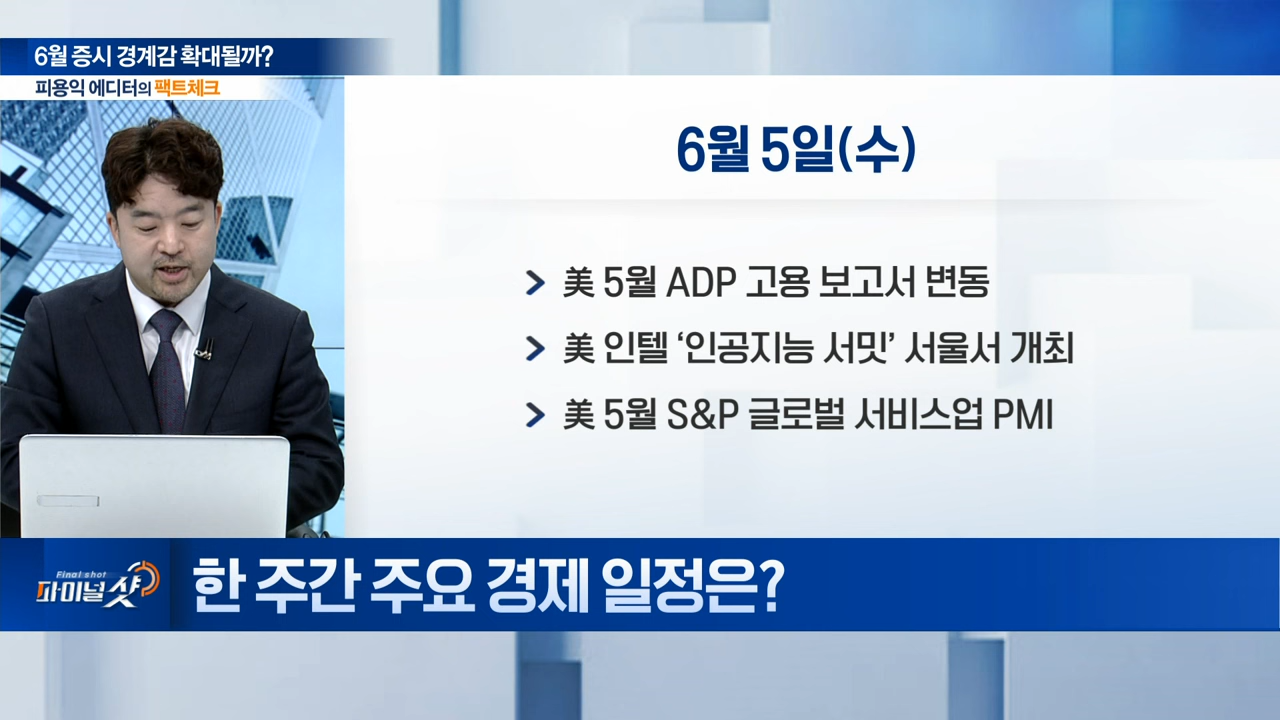 6월 증시 경계감 확대될까?
피용익 에디터의 팩트체크
6월 5일(수)
> 美 5월 ADP 고용 보고서 변동
> 美 인텔 ‘인공지능 서밋’ 서울서 개최
> 美 5월 S&P 글로벌 서비스업 PMI
Final shot
파이널샷
한 주간 주요 경제 일정은?